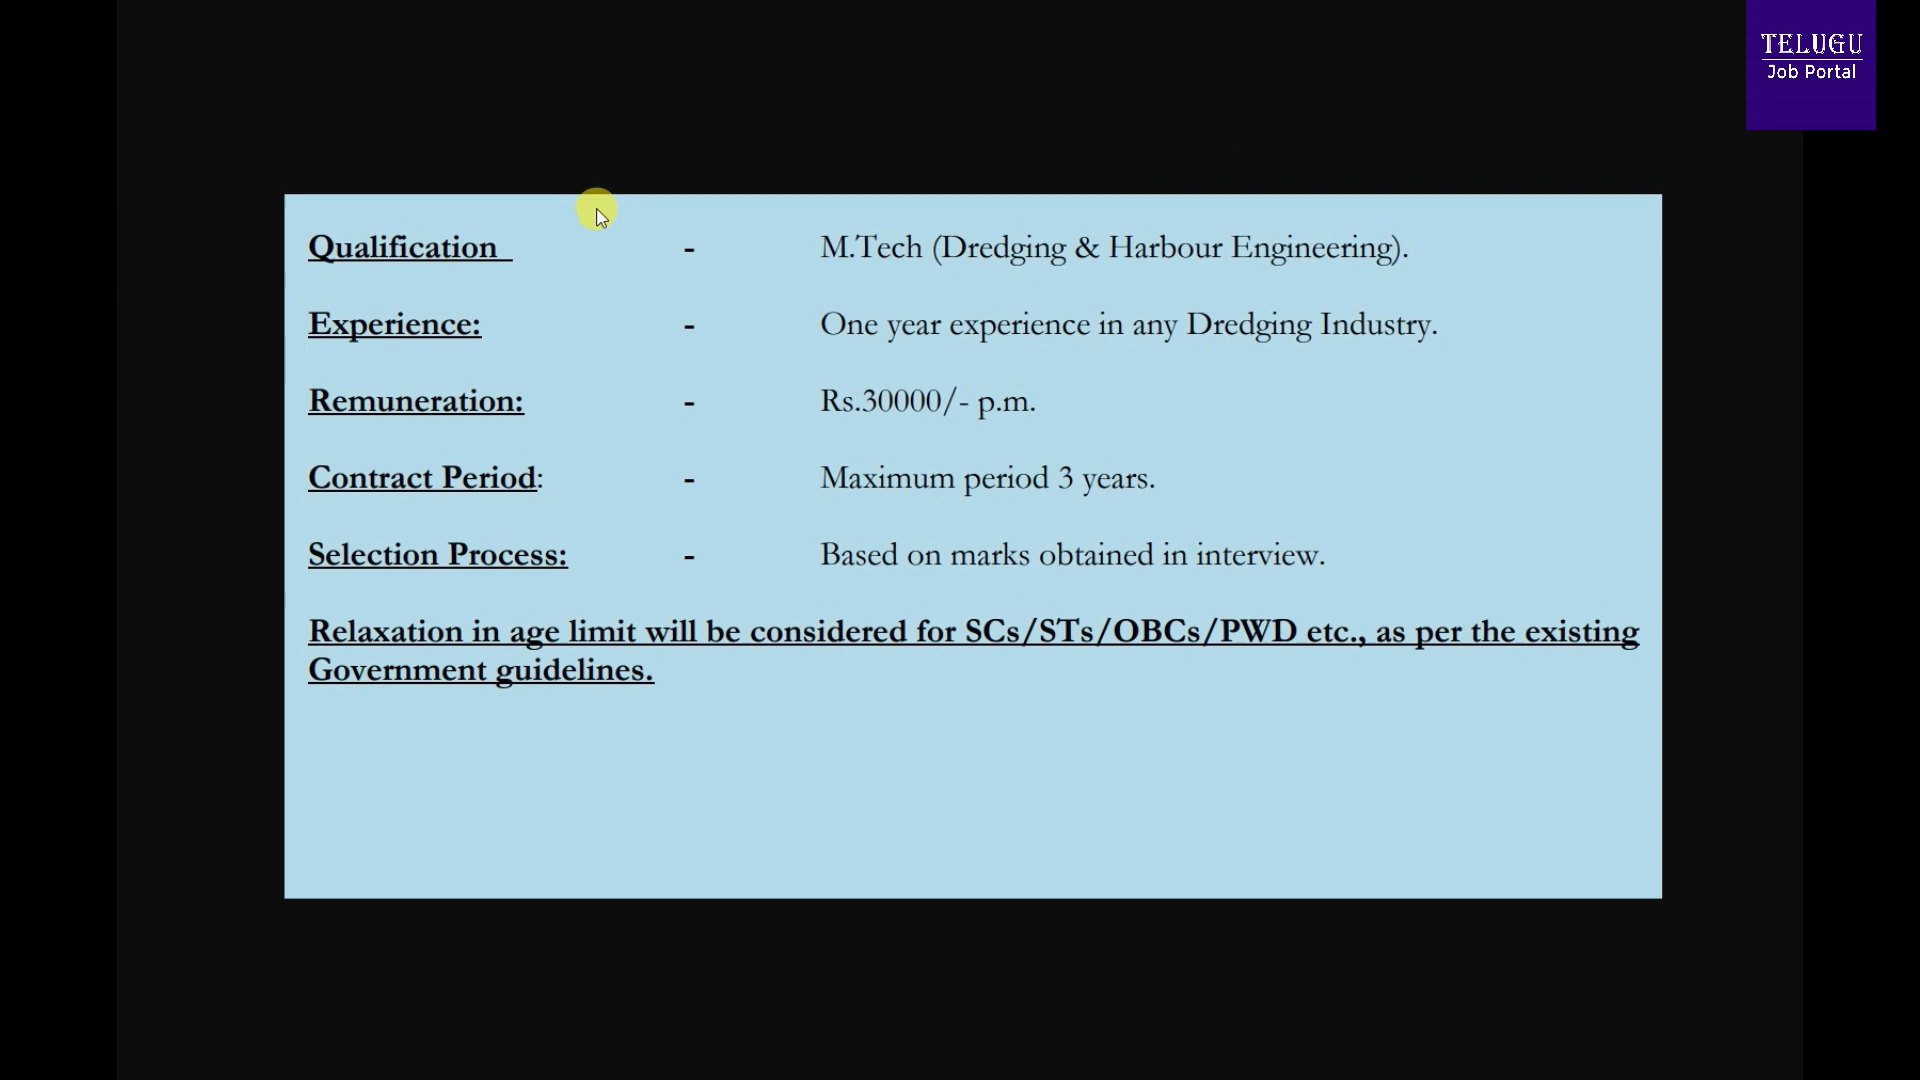 TELUGU
Job Portal
Qualification - M.Tech (Dredging & Harbour Engineering).
Experience: - One year experience in any Dredging Industry.
Remuneration: - Rs.30000/- p.m.
Contract Period: - Maximum period 3 years.
Selection Process: - Based on marks obtained in interview.
Relaxation in age limit will be considered for SCs/STs/OBCs/PWD etc., as per the existing
Government guidelines.